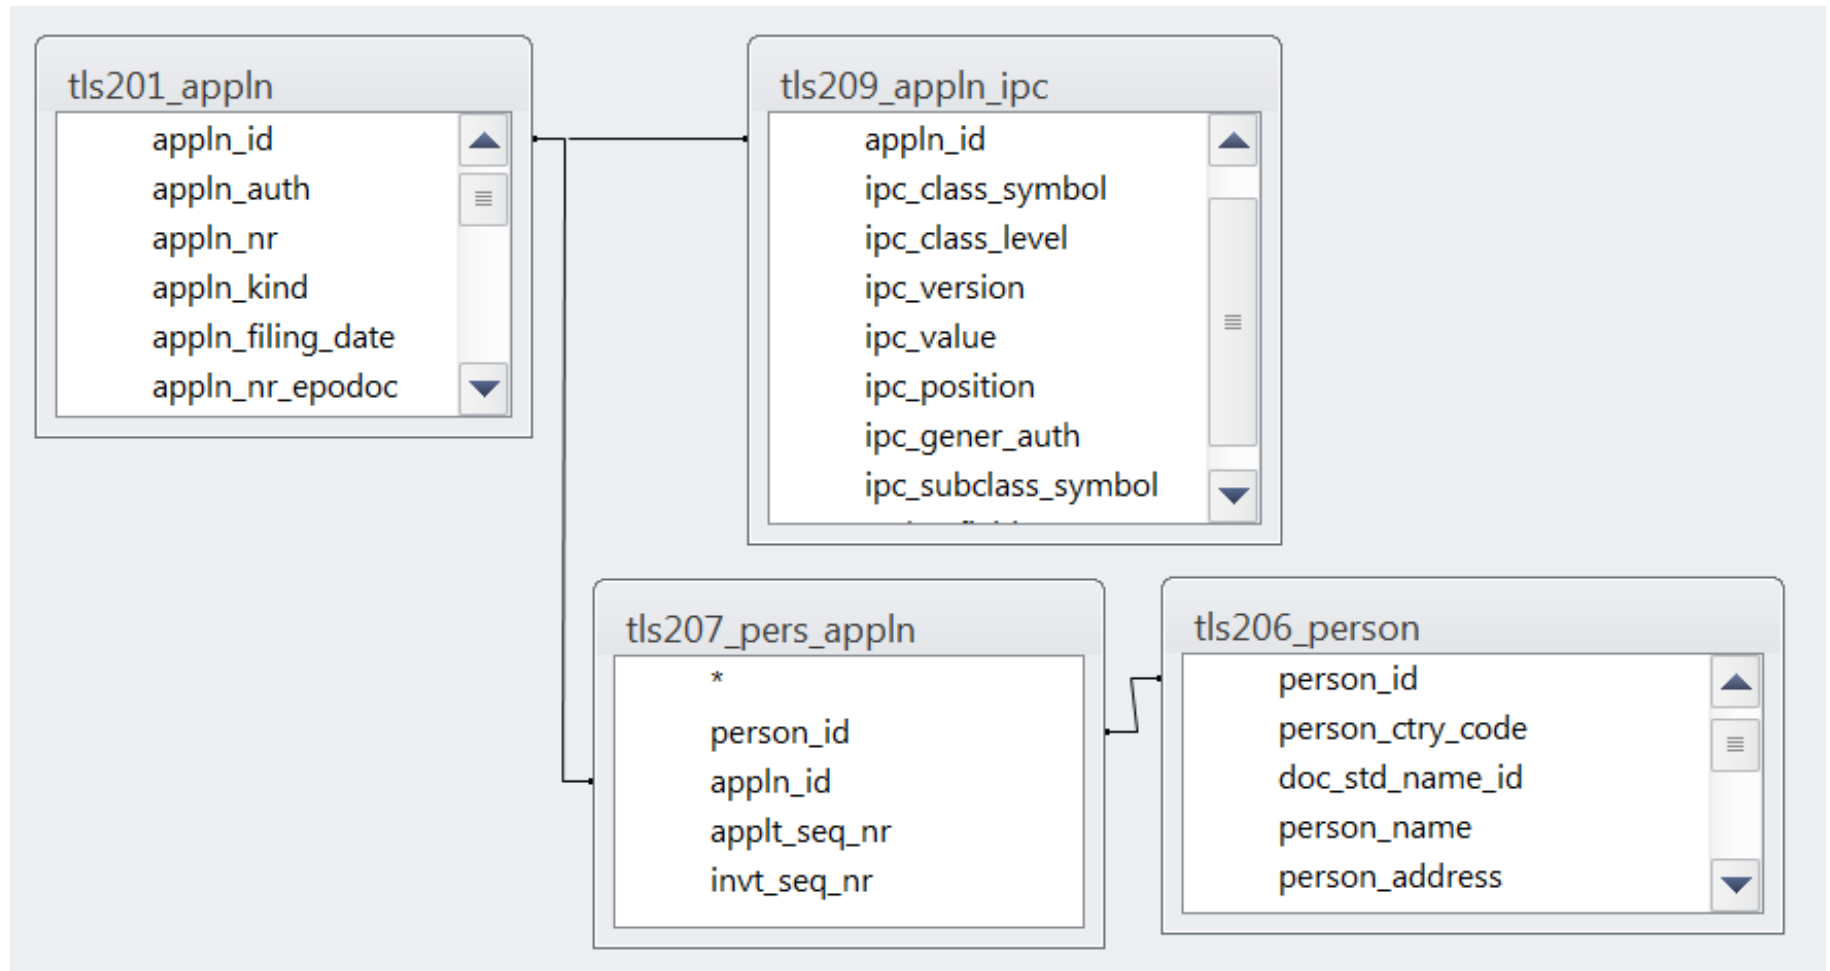 tls201_appln
appln_id
appln_auth
appln_nr
appln_kind
appln_filing_date
appln_nr_epodoc
tls209_appln_ipc
appln_id
ipc_class_symbol
ipc_class_level
ipc_version
ipc_value
ipc_position
ipc_gener_auth
ipc_subclass_symbol
tls207_pers_appln
*
person_id
appln_id
applt_seq_nr
invt_seq_nr
tls206_person
person_id
person_ctry_code
doc_std_name_id
person_name
person_address